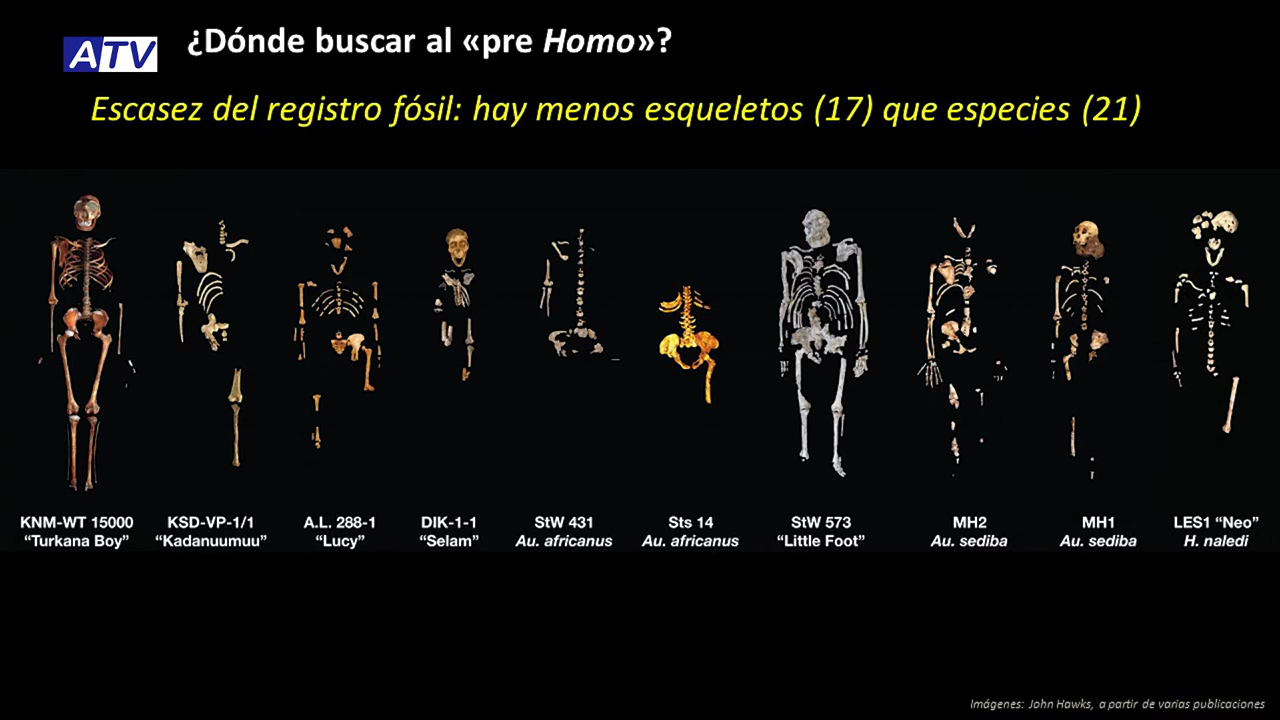 ATV
¿Dónde buscar al «pre Homo»?
Escasez del registro fósil: hay menos esqueletos (17) que especies (21)
KNM-WT 15000
“Turkana Boy”
KSD-VP-1/1
“Kadanuumuu”
A.L. 288-1
“Lucy”
DIK-1-1
“Selam”
StW 431
Au. africanus
Sts 14
Au. africanus
StW 573
“Little Foot”
MH2
Au. sediba
MH1
Au. sediba
LES1 “Neo”
H. naledi
Imágenes: John Hawks, a partir de varias publicaciones